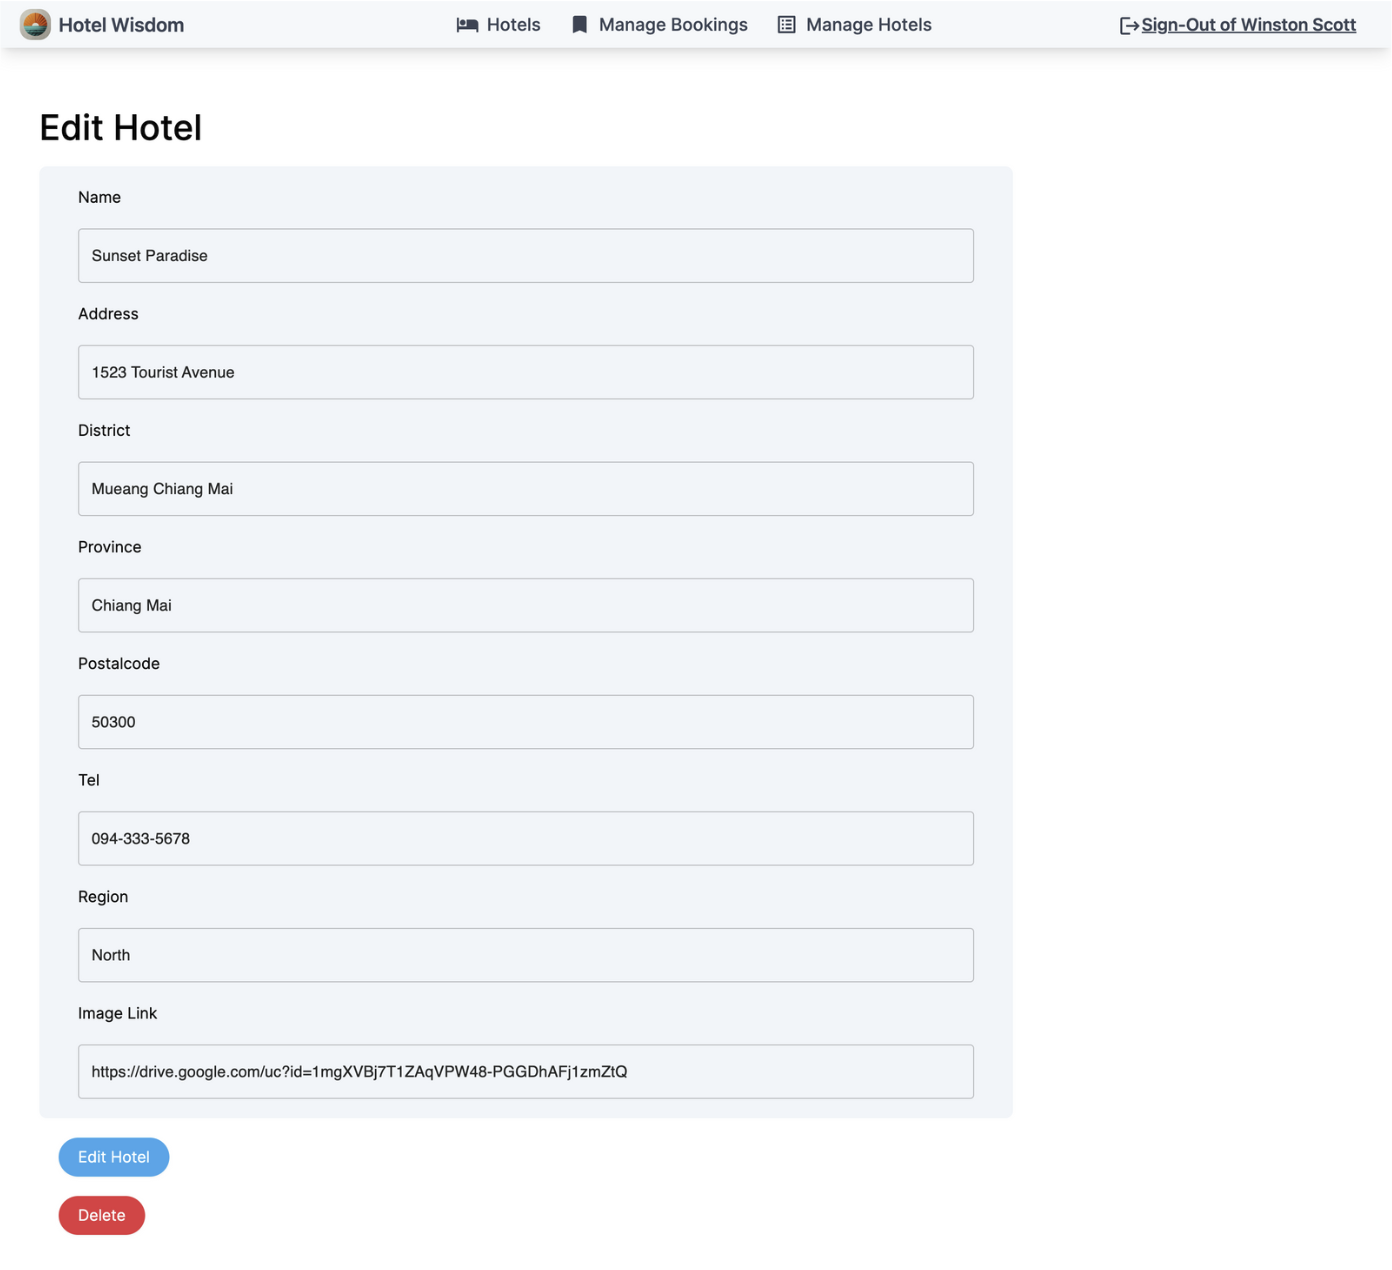 Hotel Wisdom
Hotels
Manage Bookings
Manage Hotels
Sign-Out of Winston Scott
Edit Hotel
Name
Sunset Paradise
Address
1523 Tourist Avenue
District
Mueang Chiang Mai
Province
Chiang Mai
Postalcode
50300
Tel
094-333-5678
Region
North
Image Link
https://drive.google.com/uc?id=1mgXVBj7T1ZAqVPW48-PGGDhAFj1zmZtQ
Edit Hotel
Delete